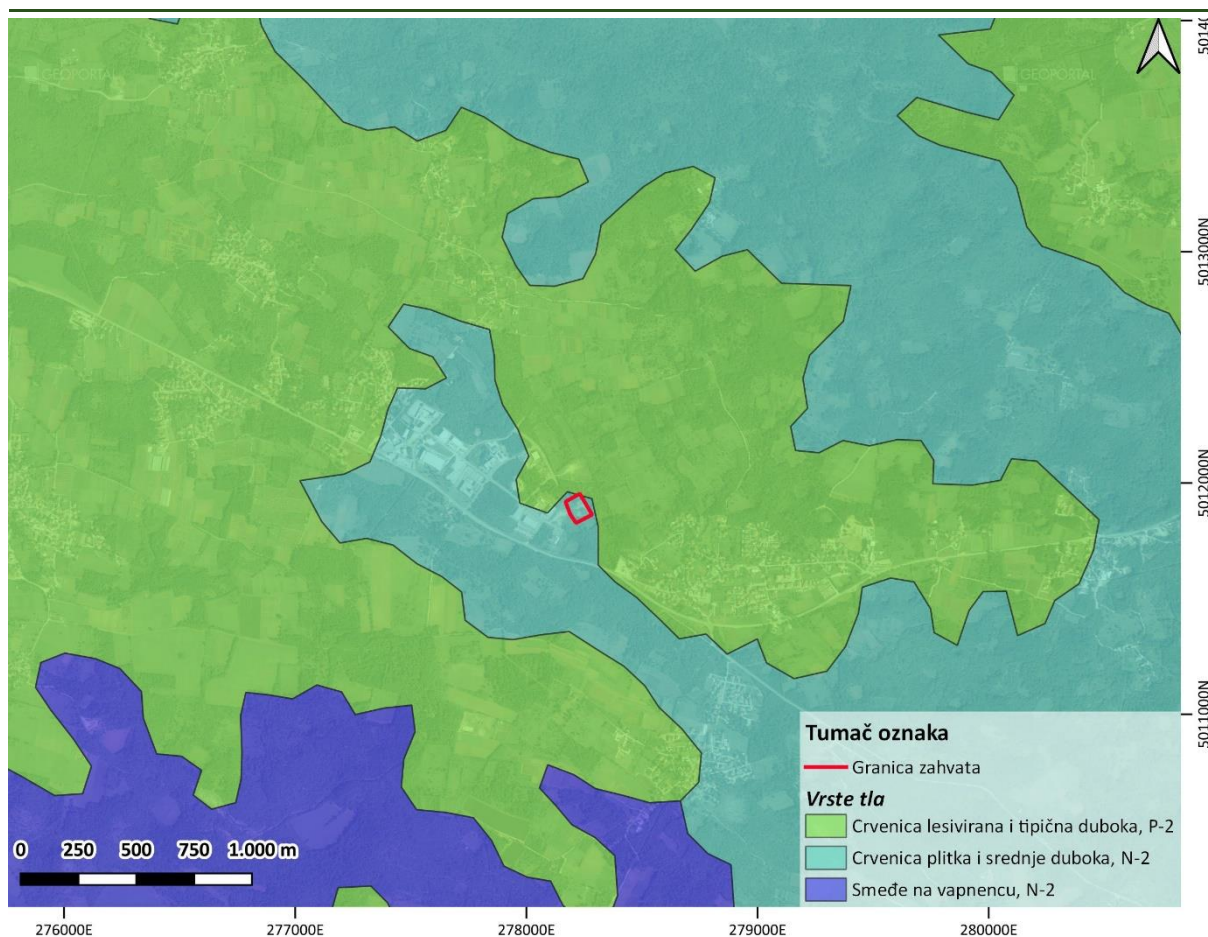 GEOPORTAL
GEOPORTAL
5013000N
5012000N
5011000N
Tumač oznaka
Granica zahvata
Vrste tla
Crvenica lesivirana i tipična duboka, P-2
Crvenica plitka i srednje duboka, N-2
Smeđe na vapnencu, N-2
0 250 500 750 1.000 m
276000E 277000E 278000E 279000E 280000E